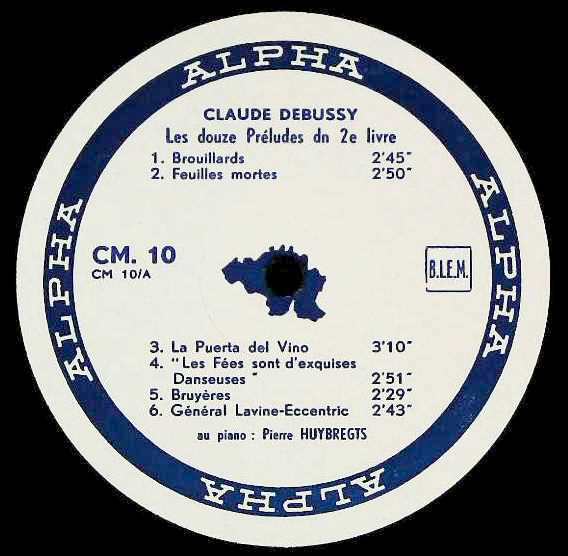 ALPHA
CLAUDE DEBUSSY
Les douze Préludes dn 2e livre
1. Brouillards 2'45"
2. Feuilles mortes 2'50"
ALPHA
ALPHA
CM. 10
CM 10/A
B.I.E.M.
3. La Puerta del Vino 3'10"
4. "Les Fées sont d'exquises
Danseuses" 2'51"
5. Bruyères 2'29"
6. Général Lavine-Eccentric 2'43"
au piano : Pierre HUYBREGTS
ALPHA